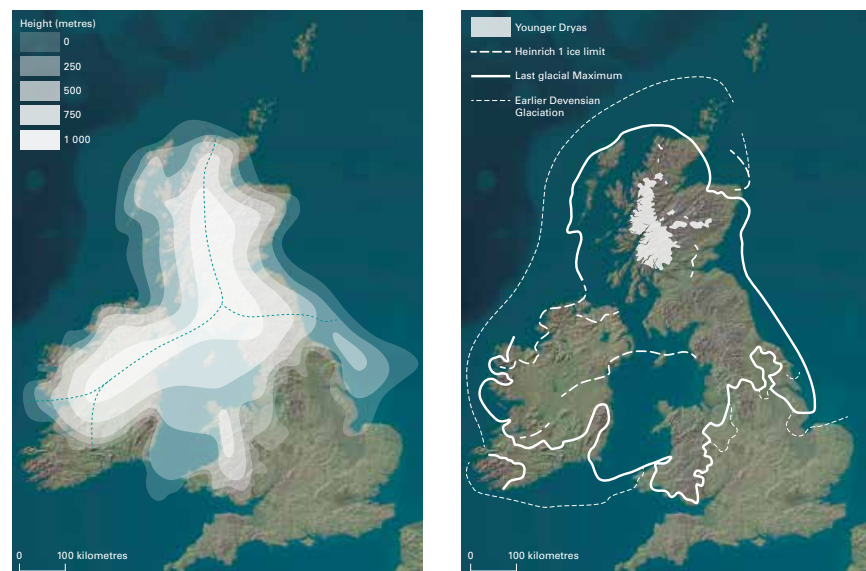 Height (metres)
0
250
500
750
1 000
0
100 kilometres
Younger Dryas
Heinrich 1 ice limit
Last glacial Maximum
Earlier Devensian
Glaciation
0
100 kilometres